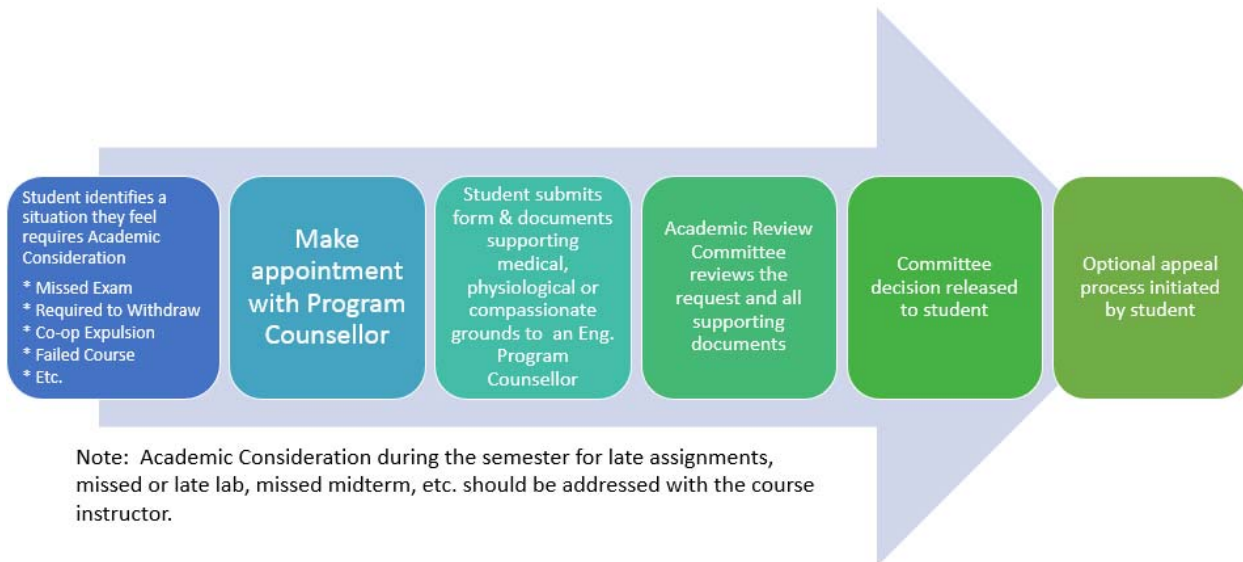 Student identifies a
situation they feel
requires Academic
Consideration
* Missed Exam
* Required to Withdraw
* Co-op Expulsion
* Failed Course
* Etc.
Make
appointment
with Program
Counsellor
Student submits
form & documents
supporting
medical,
physiological or
compassionate
grounds to an Eng.
Program
Counsellor
Academic Review
Committee
reviews the
request and all
supporting
documents
Committee
decision released
to student
Optional appeal
process initiated
by student
Note: Academic Consideration during the semester for late assignments,
missed or late lab, missed midterm, etc. should be addressed with the course
instructor.